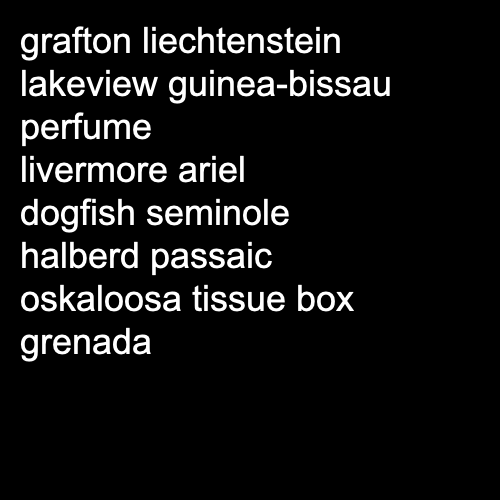 grafton liechtenstein
lakeview guinea-bissau
perfume
livermore ariel
dogfish seminole
halberd passaic
oskaloosa tissue box
grenada